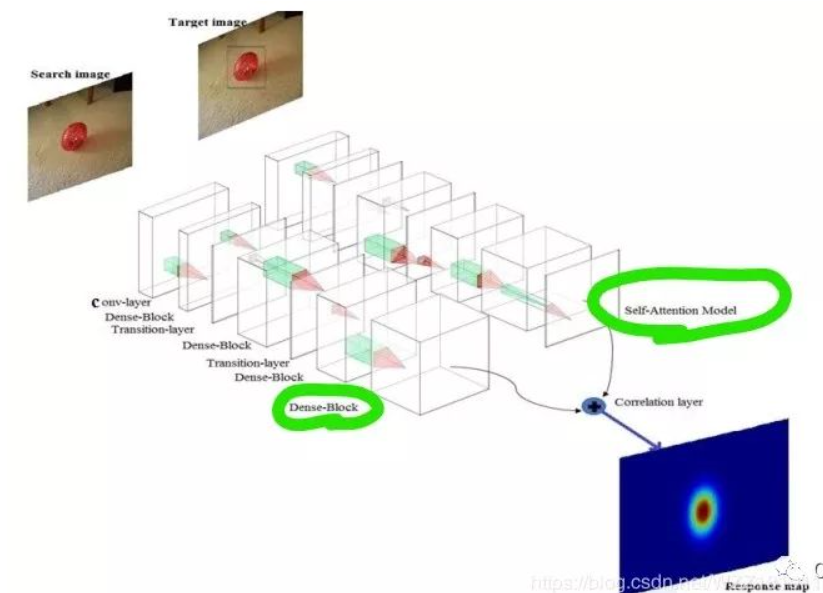 Target image
Search image
Conv-layer
Dense-Block
Transition-layer
Dense-Block
Transition-layer
Dense-Block
Dense-Block
Self-Attention Model
Correlation layer
https://blog.csdn.net/
Response map